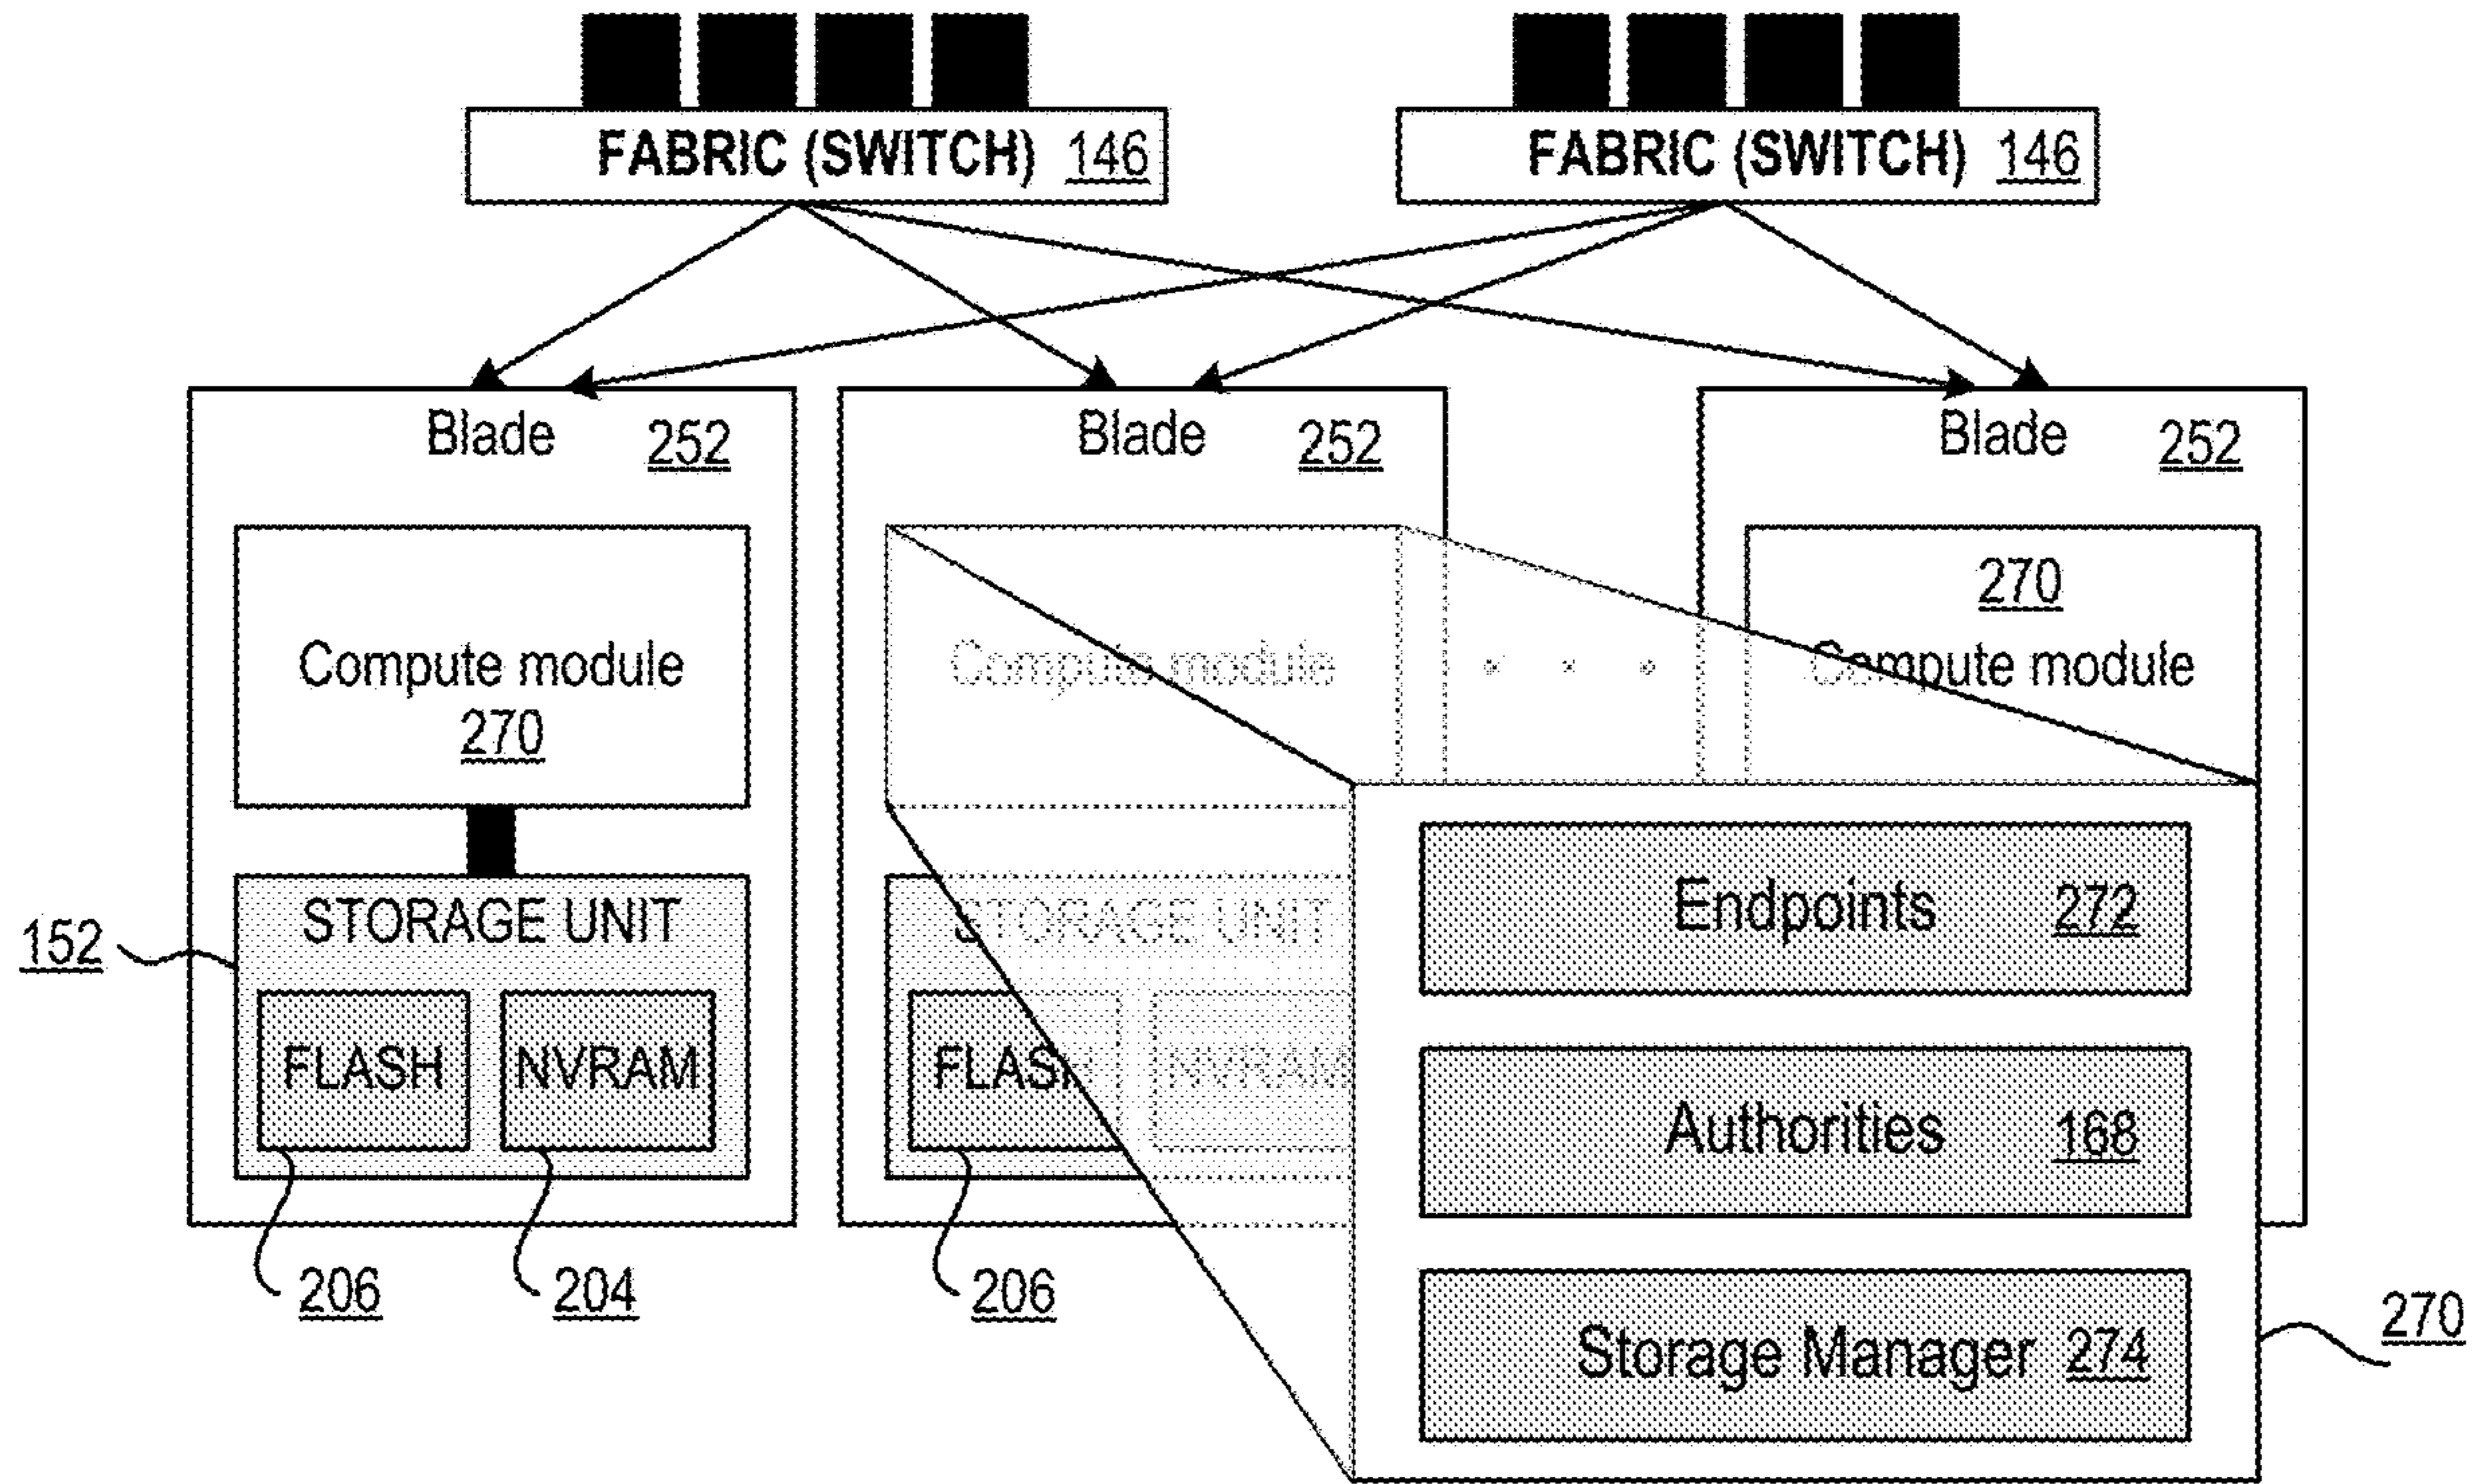 FABRIC (SWITCH) 146
FABRIC (SWITCH) 146
Blade 252
Blade 252
Blade 252
Compute module
270
Compute module
270
Compute module
152
STORAGE UNIT
FLASH
NVRAM
206
204
STORAGE UNIT
FLASH
NVRAM
206
Endpoints 272
Authorities 168
Storage Manager 274
270